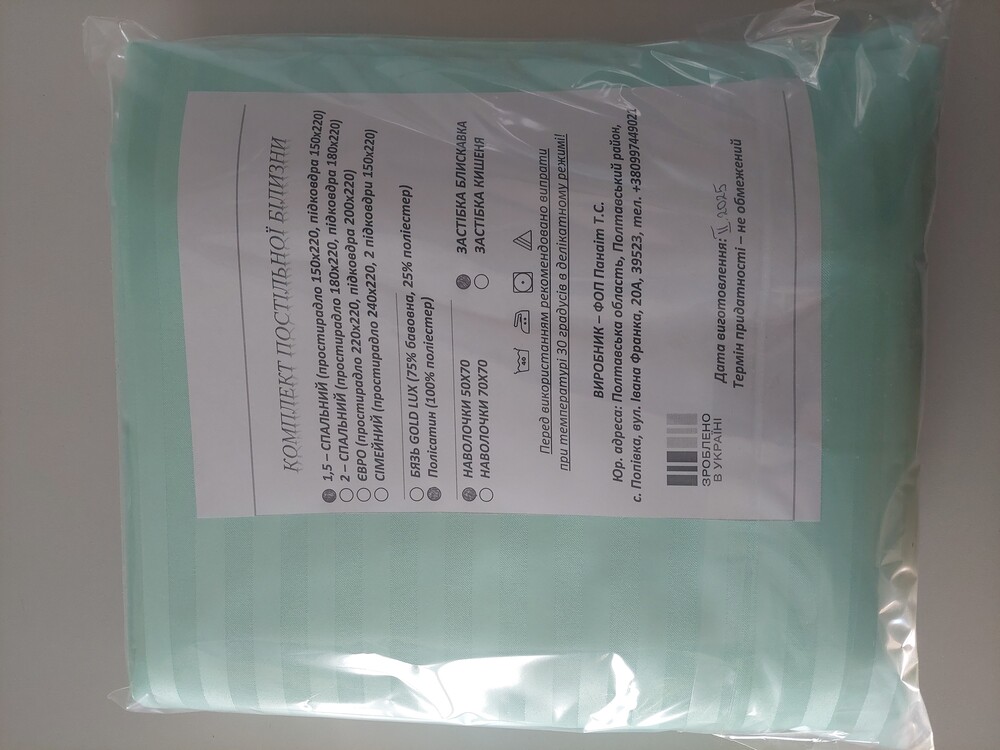 КОМПЛЕКТ ПОСТІЛЬНОЇ БІЛИЗНИ
1,5 – СПАЛЬНИЙ (простирадло 150х220, підковдра 150х220)
2 – СПАЛЬНИЙ (простирадло 180х220, підковдра 180х220)
ЄВРО (простирадло 220х220, підковдра 200х220)
СІМЕЙНИЙ (простирадло 240х220, 2 підковдри 150х220)
БЯЗЬ GOLD LUX (75% бавовна, 25% поліестер)
Полісатин (100% поліестер)
НАВОЛОЧКИ 50Х70 ЗАСТІБКА БЛИСКАВКА
НАВОЛОЧКИ 70Х70 ЗАСТІБКА КИШЕНЯ
Перед використанням рекомендовано випрати
при температурі 30 градусів в делікатному режимі!
ВИРОБНИК – ФОП Панаіт Т.С.
Юр. адреса: Полтавська область, Полтавський район,
с. Попівка, вул. Івана Франка, 20А, 39523, тел. +380997449021
ЗРОБЛЕНО
В УКРАЇНІ
Дата виготовлення: II 2025
Термін придатності – не обмежений